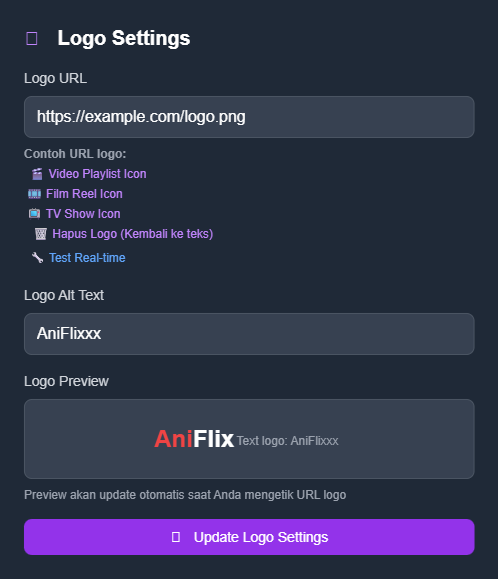 Logo Settings
Logo URL
https://example.com/logo.png
Contoh URL logo:
Video Playlist Icon
Film Reel Icon
TV Show Icon
Hapus Logo (Kembali ke teks)
Test Real-time
Logo Alt Text
AniFlixxx
Logo Preview
AniFlix Text logo: AniFlixxx
Preview akan update otomatis saat Anda mengetik URL logo
Update Logo Settings